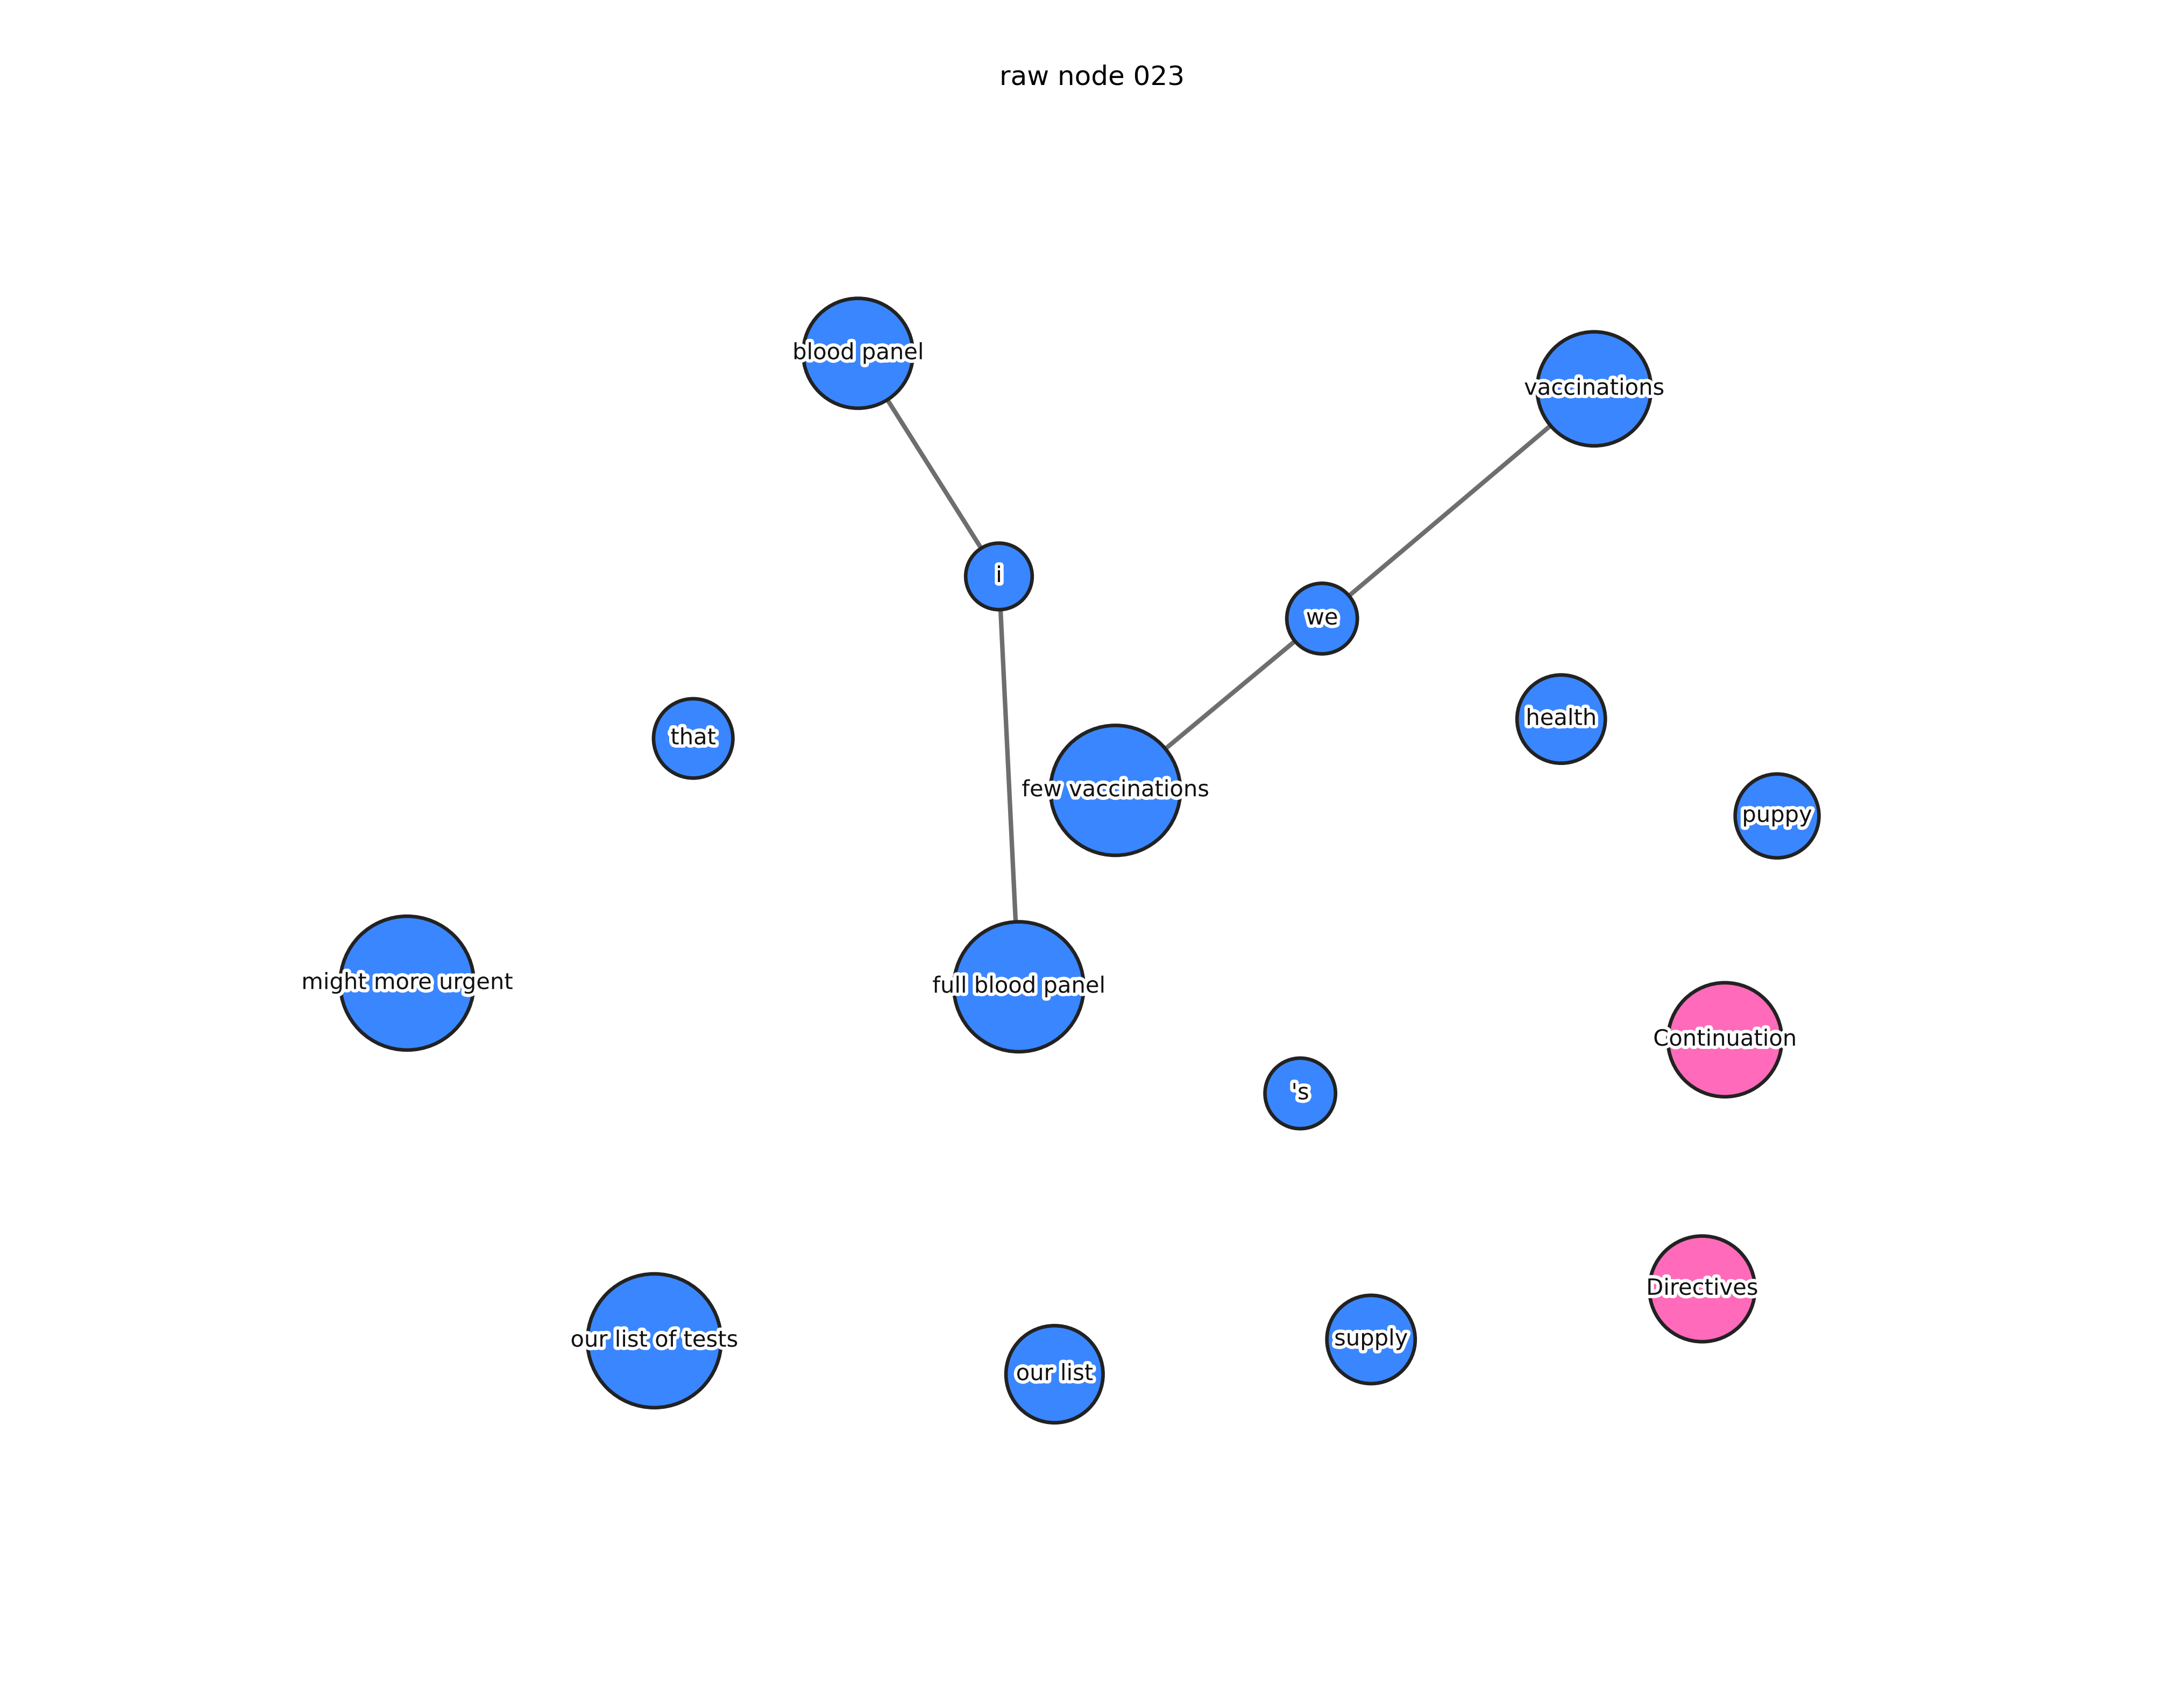 raw node 023
blood panel
vaccinations
i
we
that
health
few vaccinations
puppy
might more urgent
full blood panel
Continuation
's
Directives
our list of tests
our list
supply